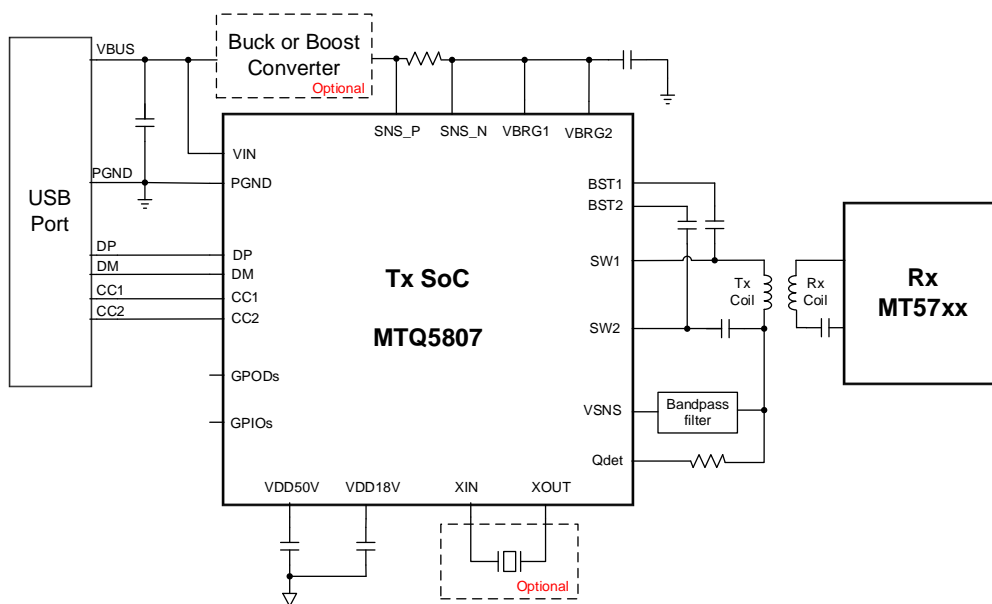 VBUS
Buck or Boost
Converter
Optional
SNS_P
SNS_N
VBRG1
VBRG2
VIN
PGND
PGND
USB
Port
BST1
BST2
DP
DM
CC1
CC2
DP
DM
CC1
CC2
Tx SoC
MTQ5807
SW1
SW2
Tx
Coil
Rx
Coil
Rx
MT57xx
GPODs
GPIOs
VSNS
Bandpass
filter
Qdet
VDD50V
VDD18V
XIN
XOUT
Optional